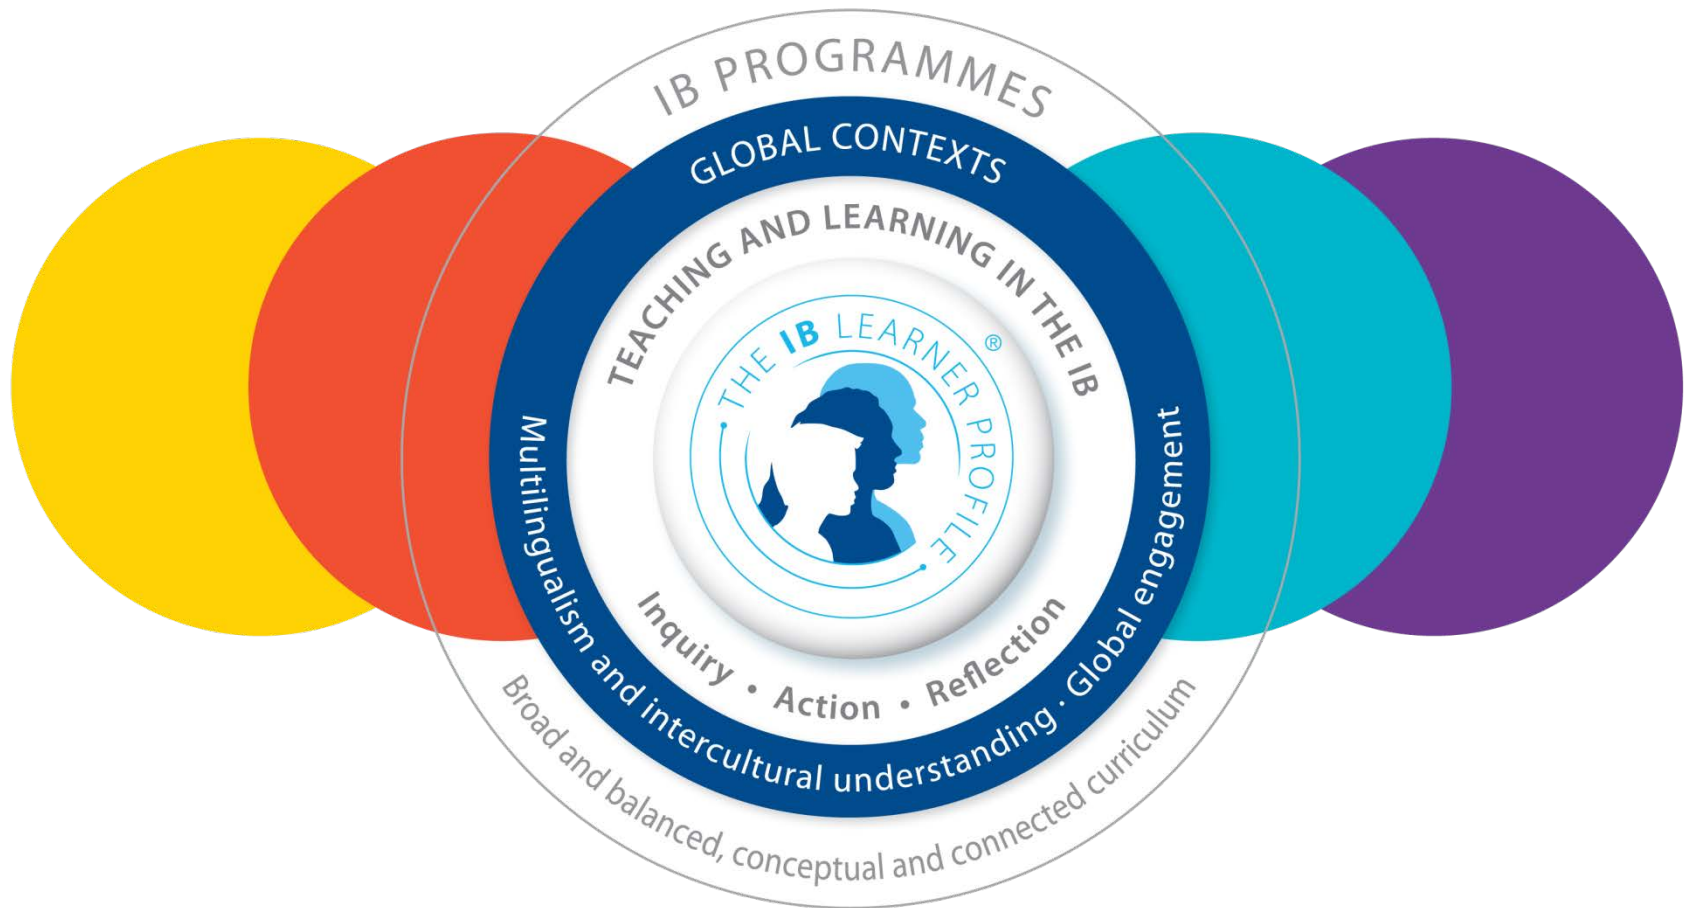 IB PROGRAMMES
GLOBAL CONTEXTS
TEACHING AND LEARNING IN THE IB
THE IB LEARNER PROFILE ®
Inquiry • Action • Reflection
Multilingualism and intercultural understanding · Global engagement
Broad and balanced, conceptual and connected curriculum